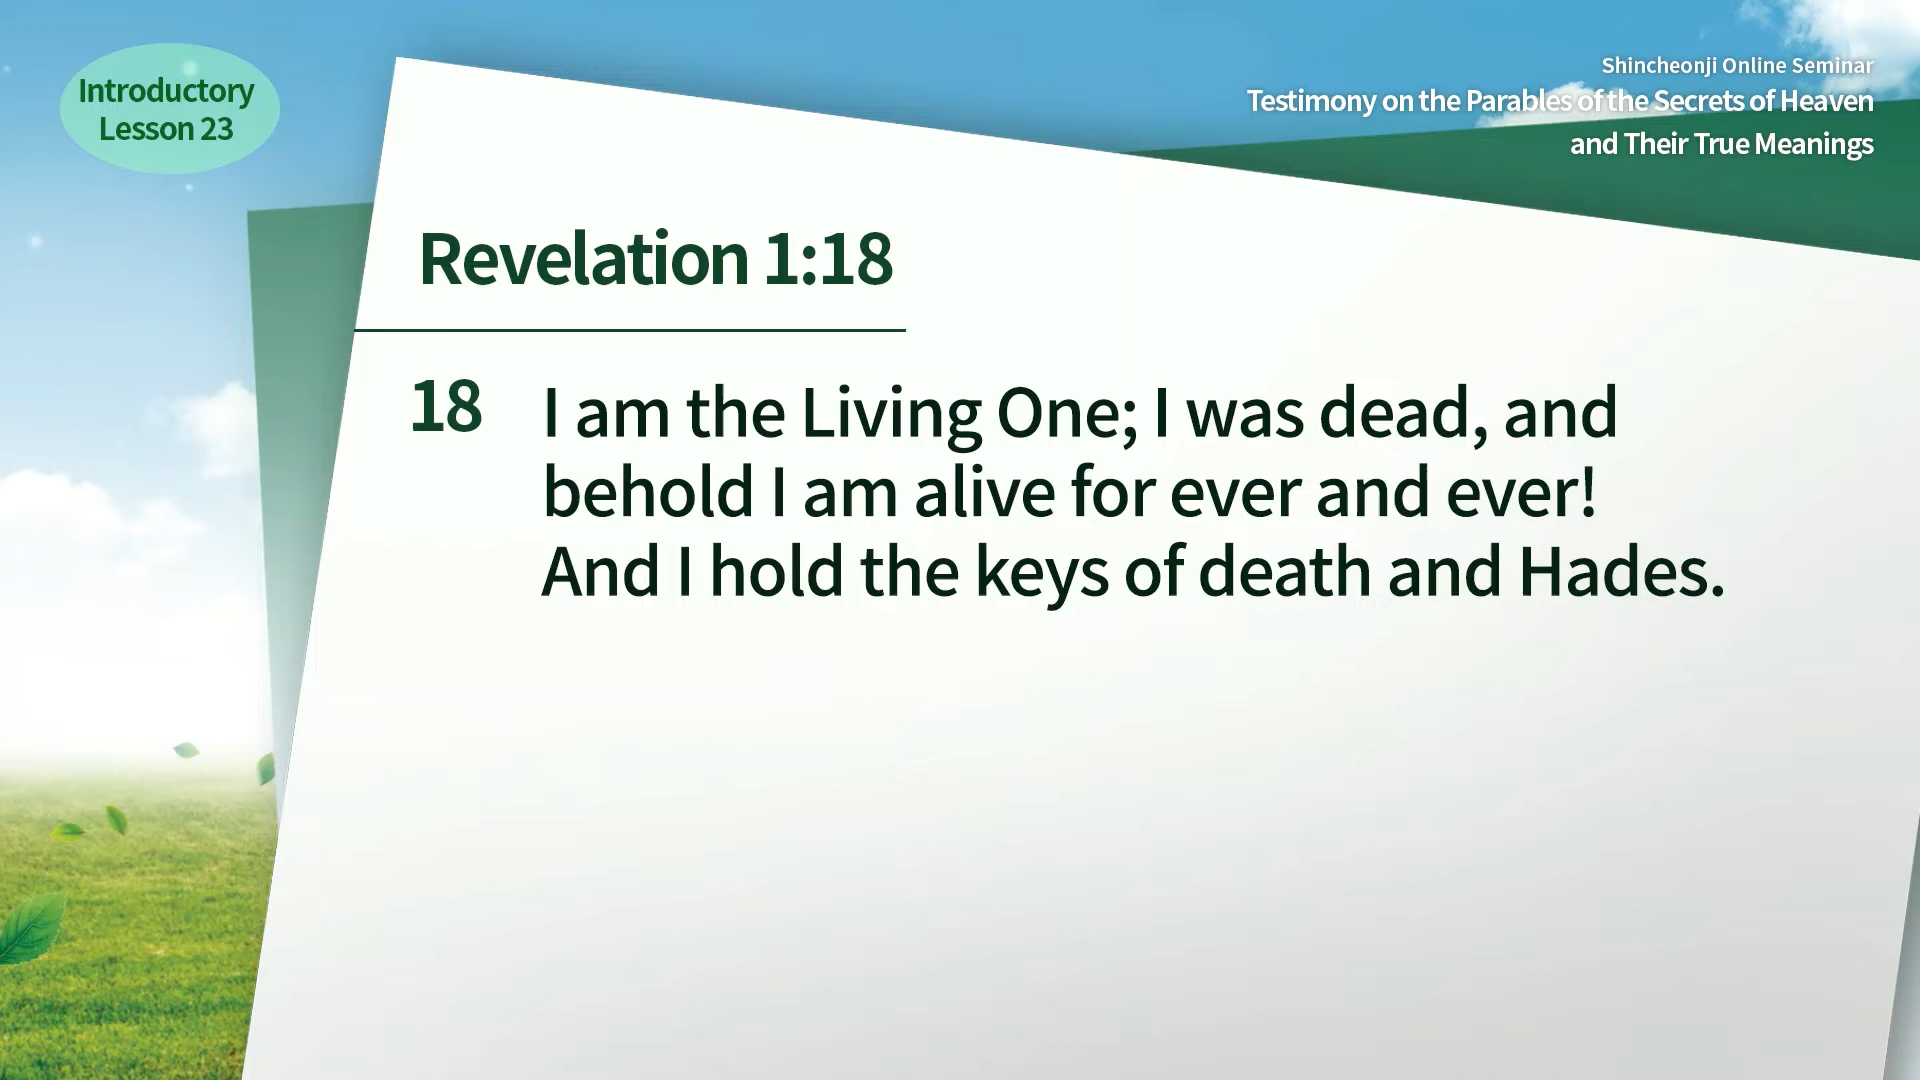 Introductory
Lesson 23
Shincheonji Online Seminar
Testimony on the Parables of the Secrets of Heaven
and Their True Meanings
Revelation 1:18
18 I am the Living One; I was dead, and
behold I am alive for ever and ever!
And I hold the keys of death and Hades.